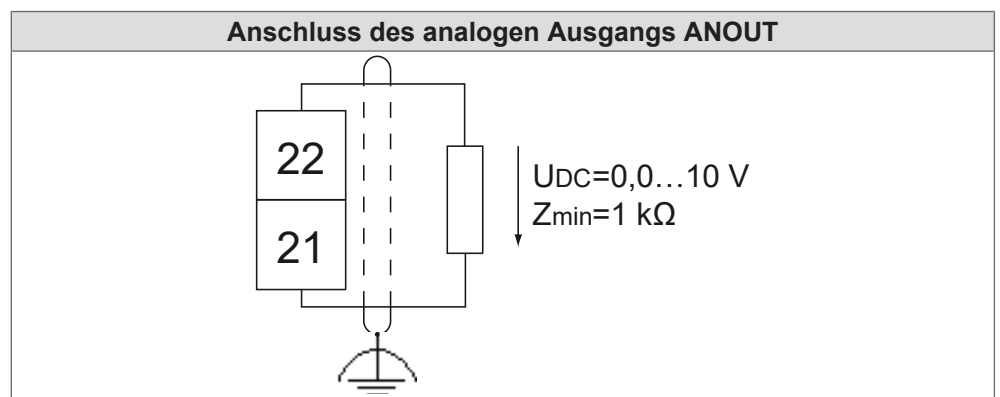 Anschluss des analogen Ausgangs ANOUT
22
21
UDC=0,0...10 V
Zmin=1 kΩ